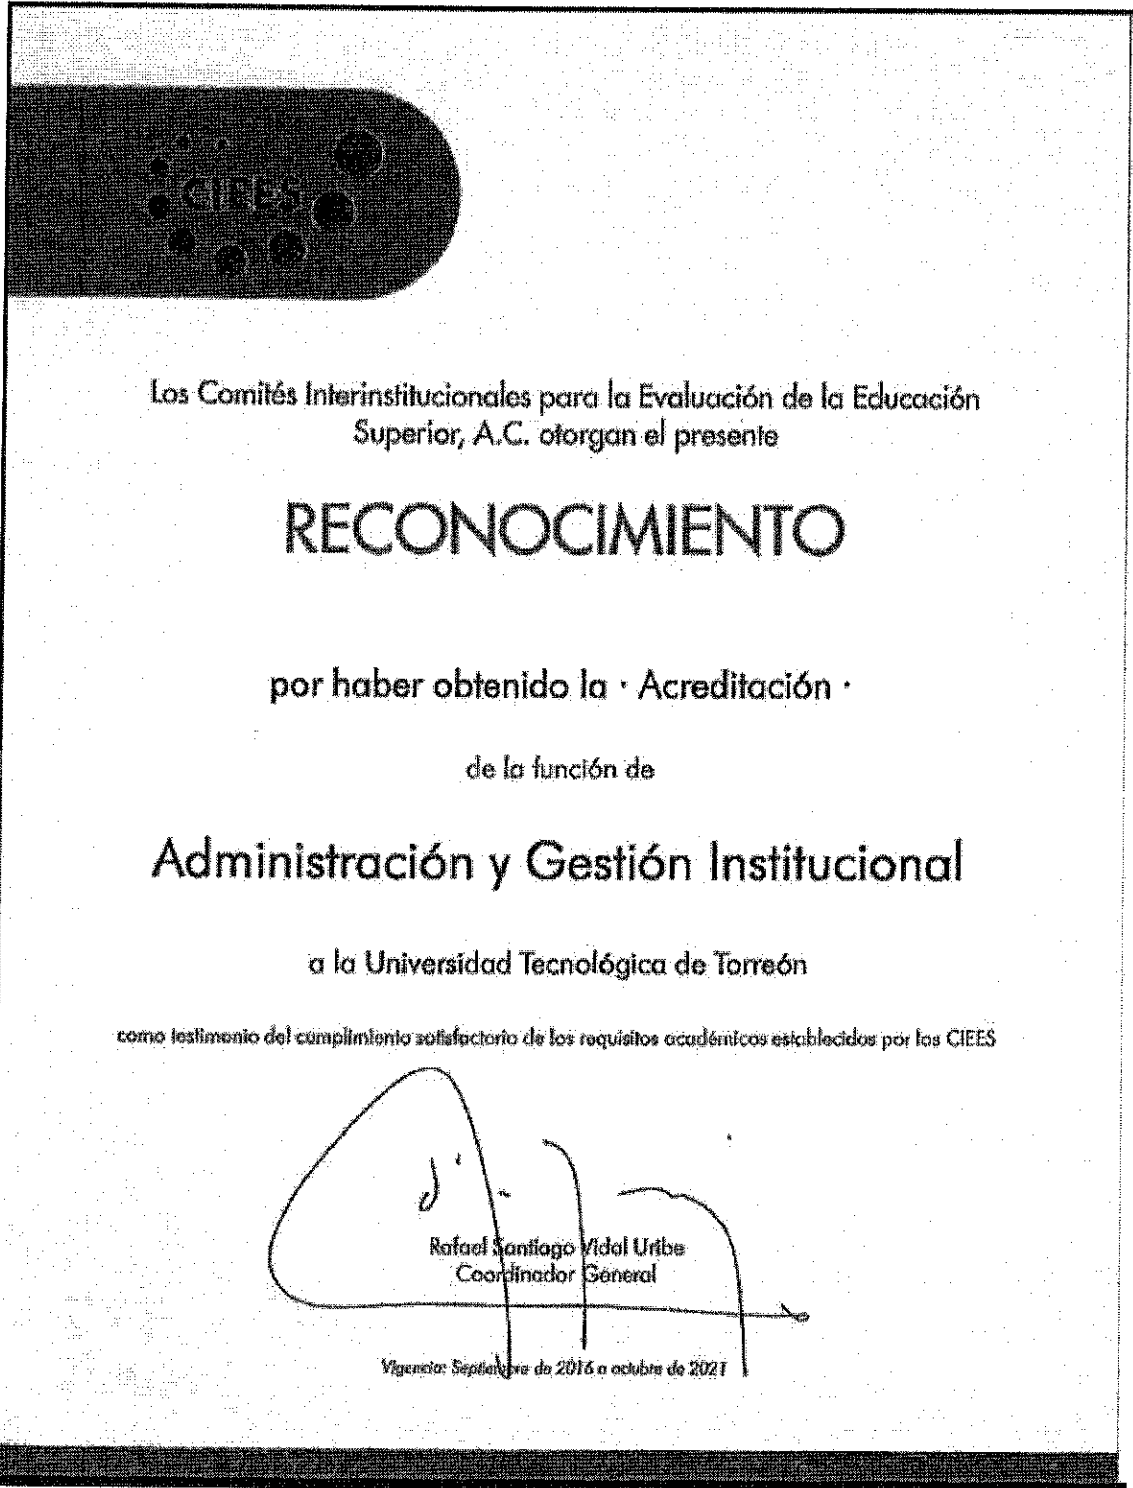 CIEES
Los Comités Interinstitucionales para la Evaluación de la Educación
Superior, A.C. otorgan el presente
RECONOCIMIENTO
por haber obtenido la · Acreditación ·
de la función de
Administración y Gestión Institucional
a la Universidad Tecnológica de Torreón
como testimonio del cumplimiento satisfactorio de los requisitos académicos establecidos por los CIEES
Rafael Santiago Vidal Uribe
Coordinador General
Vigencia: Septiembre de 2016 a octubre de 2021